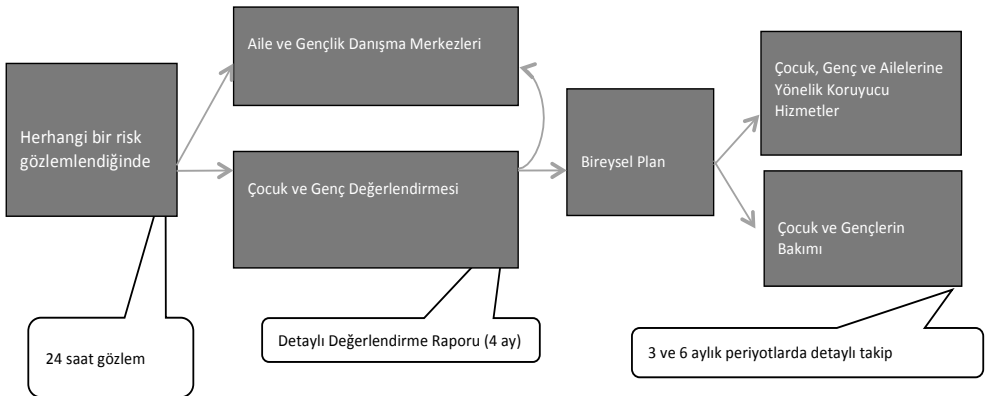 Herhangi bir risk
gözlemlendiğinde
24 saat gözlem
Aile ve Gençlik Danışma Merkezleri
Çocuk ve Genç Değerlendirmesi
Detaylı Değerlendirme Raporu (4 ay)
Bireysel Plan
Çocuk, Genç ve Ailelerine
Yönelik Koruyucu
Hizmetler
Çocuk ve Gençlerin
Bakımı
3 ve 6 aylık periyotlarda detaylı takip